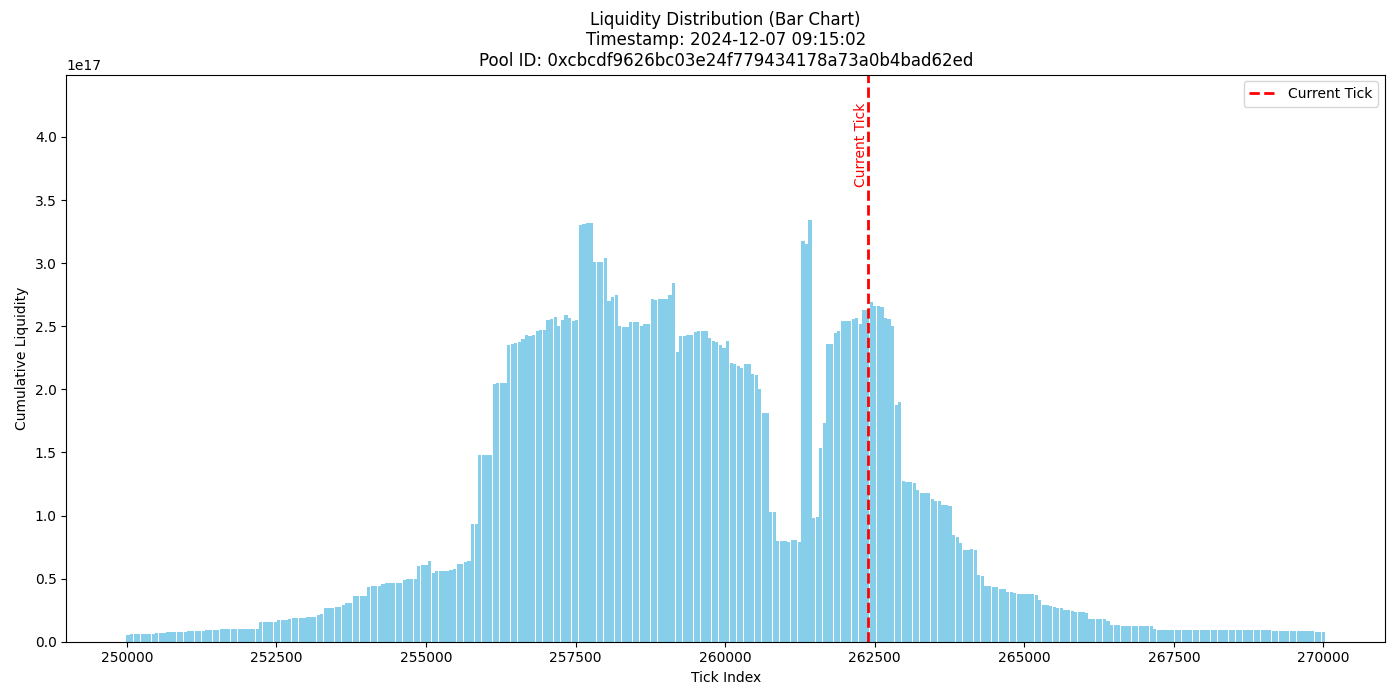 Liquidity Distribution (Bar Chart)
Timestamp: 2024-12-07 09:15:02
Pool ID: 0xcbcdf9626bc03e24f779434178a73a0b4bad62ed
1e17
Current Tick
Current Tick
4.0
3.5
3.0
2.5
2.0
1.5
1.0
0.5
0.0
Cumulative Liquidity
250000 252500 255000 257500 260000 262500 265000 267500 270000
Tick Index